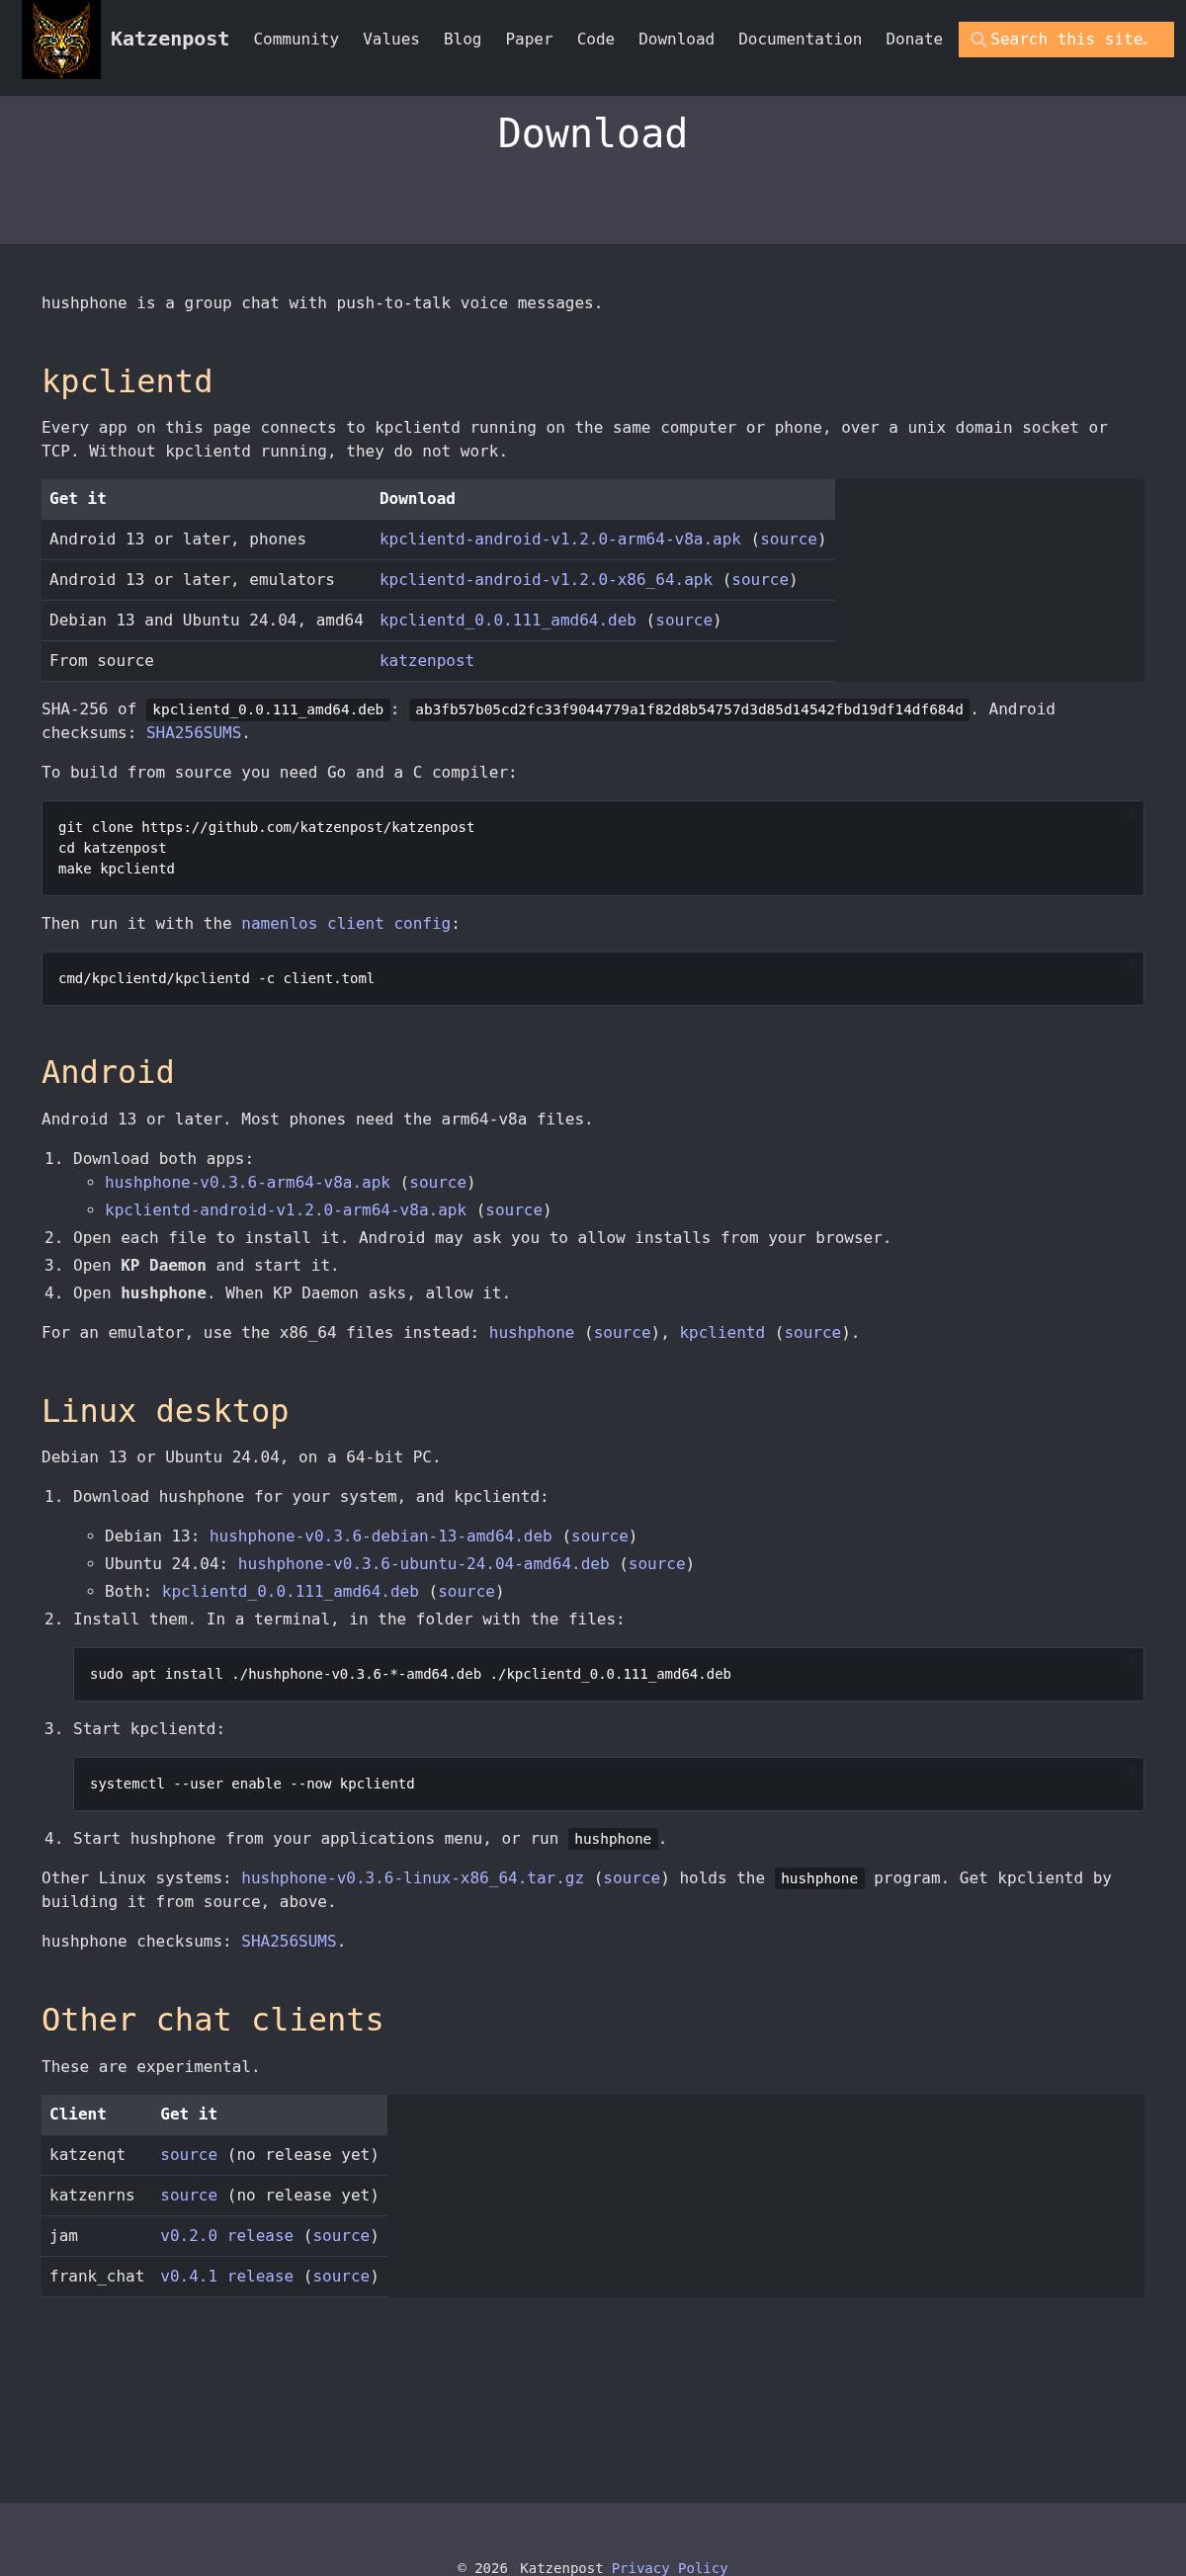 Katzenpost Community Values Blog Paper Code Download Documentation Donate Search this site…
Download
hushphone is a group chat with push-to-talk voice messages.
kpclientd
Every app on this page connects to kpclientd running on the same computer or phone, over a unix domain socket or
TCP. Without kpclientd running, they do not work.
Get it Download
Android 13 or later, phones kpclientd-android-v1.2.0-arm64-v8a.apk (source)
Android 13 or later, emulators kpclientd-android-v1.2.0-x86_64.apk (source)
Debian 13 and Ubuntu 24.04, amd64 kpclientd_0.0.111_amd64.deb (source)
From source katzenpost
SHA-256 of kpclientd_0.0.111_amd64.deb: ab3fb57b05cd2fc33f9044779a1f82d8b54757d3d85d14542fbd19df14df684d. Android
checksums: SHA256SUMS.
To build from source you need Go and a C compiler:
git clone https://github.com/katzenpost/katzenpost
cd katzenpost
make kpclientd
Then run it with the namenlos client config:
cmd/kpclientd/kpclientd -c client.toml
Android
Android 13 or later. Most phones need the arm64-v8a files.
1. Download both apps:
◦ hushphone-v0.3.6-arm64-v8a.apk (source)
◦ kpclientd-android-v1.2.0-arm64-v8a.apk (source)
2. Open each file to install it. Android may ask you to allow installs from your browser.
3. Open KP Daemon and start it.
4. Open hushphone. When KP Daemon asks, allow it.
For an emulator, use the x86_64 files instead: hushphone (source), kpclientd (source).
Linux desktop
Debian 13 or Ubuntu 24.04, on a 64-bit PC.
1. Download hushphone for your system, and kpclientd:
◦ Debian 13: hushphone-v0.3.6-debian-13-amd64.deb (source)
◦ Ubuntu 24.04: hushphone-v0.3.6-ubuntu-24.04-amd64.deb (source)
◦ Both: kpclientd_0.0.111_amd64.deb (source)
2. Install them. In a terminal, in the folder with the files:
sudo apt install ./hushphone-v0.3.6-*-amd64.deb ./kpclientd_0.0.111_amd64.deb
3. Start kpclientd:
systemctl --user enable --now kpclientd
4. Start hushphone from your applications menu, or run hushphone.
Other Linux systems: hushphone-v0.3.6-linux-x86_64.tar.gz (source) holds the hushphone program. Get kpclientd by
building it from source, above.
hushphone checksums: SHA256SUMS.
Other chat clients
These are experimental.
Client Get it
katzenqt source (no release yet)
katzenrns source (no release yet)
jam v0.2.0 release (source)
frank_chat v0.4.1 release (source)
© 2026 Katzenpost Privacy Policy